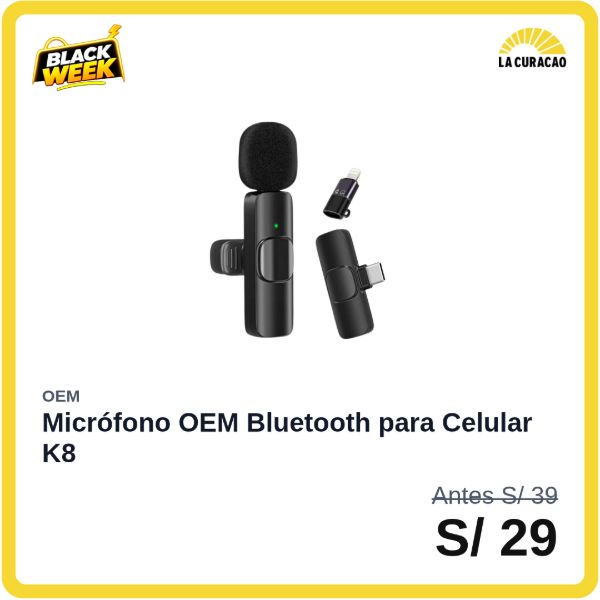 BLACK
WEEK
LA CURACAO
OEM
Micrófono OEM Bluetooth para Celular
K8
Antes S/ 39
S/ 29